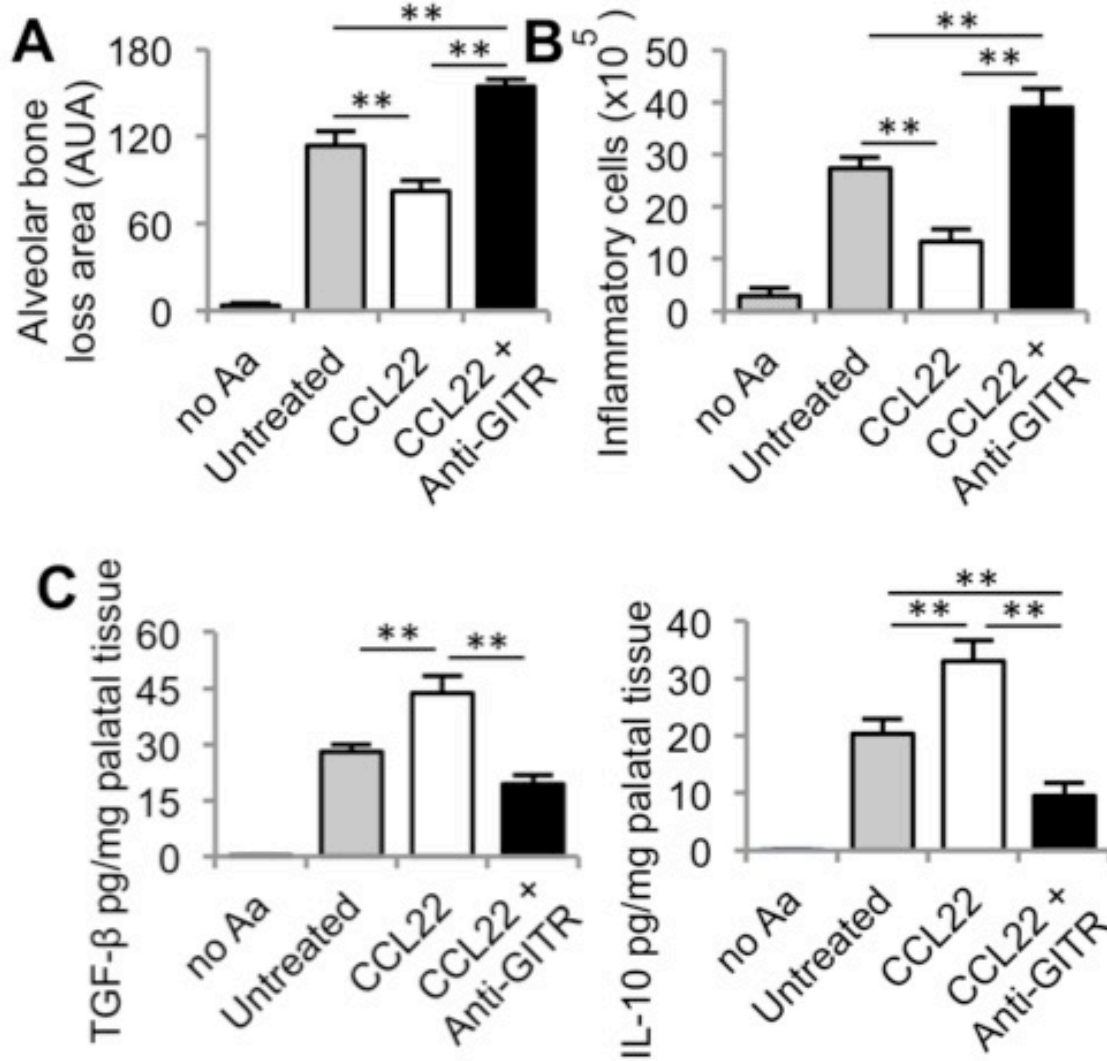 A
Alveolar bone
loss area (AUA)
180
120
60
0
**
**
**
no Aa
Untreated
CCL22
CCL22 +
Anti-GITR
B
Inflammatory cells (x10⁵)
50
40
30
20
10
0
**
**
**
no Aa
Untreated
CCL22
CCL22 +
Anti-GITR
C
TGF-β pg/mg palatal tissue
60
45
30
15
0
**
**
no Aa
Untreated
CCL22
CCL22 +
Anti-GITR
IL-10 pg/mg palatal tissue
40
30
20
10
0
**
**
**
no Aa
Untreated
CCL22
CCL22 +
Anti-GITR